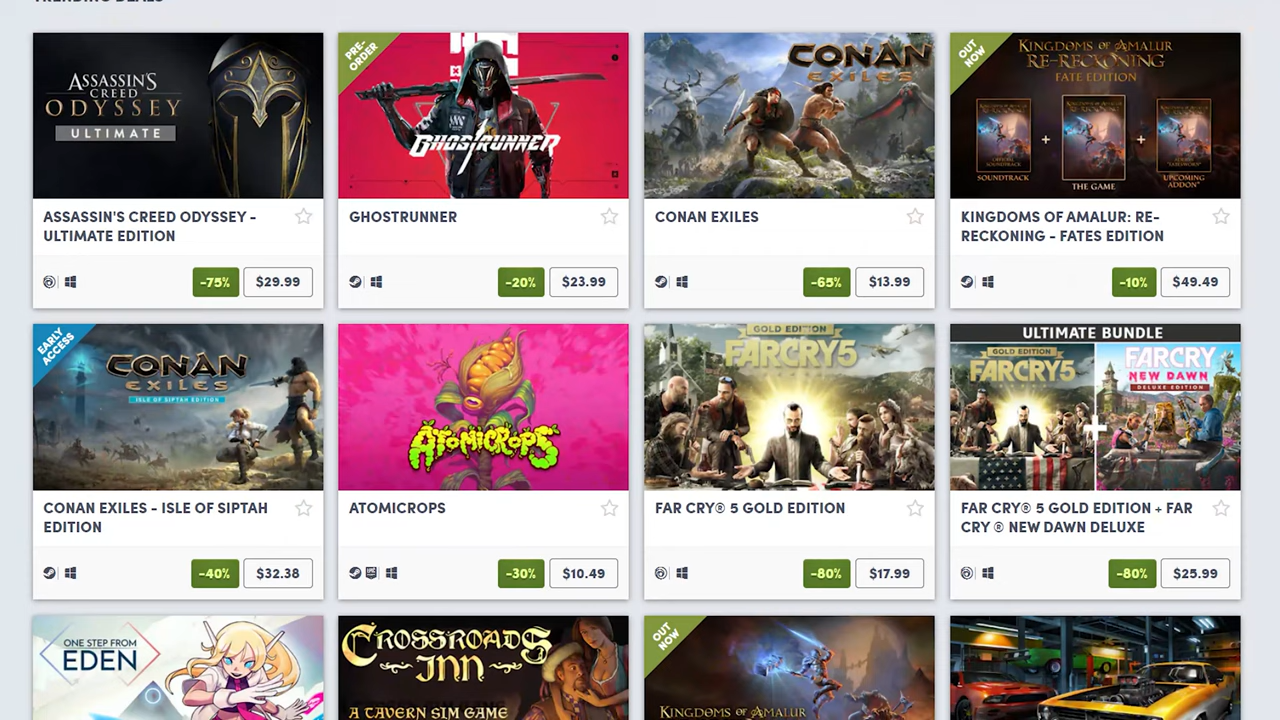 TRENDING DEALS
ASSASSIN'S
CREED
ODYSSEY
ULTIMATE
ASSASSIN'S CREED ODYSSEY -
ULTIMATE EDITION
-75% $29.99
PRE-
ORDER
GHOSTRUNNER
GHOSTRUNNER
-20% $23.99
CONAN
EXILES
CONAN EXILES
-65% $13.99
OUT
NOW
KINGDOMS OF AMALUR
RE-RECKONING
FATE EDITION
+ +
SOUNDTRACK
THE GAME
UPCOMING
ADDON*
KINGDOMS OF AMALUR: RE-
RECKONING - FATES EDITION
-10% $49.49
EARLY
ACCESS
CONAN
EXILES
ISLE OF SIPTAH EDITION
CONAN EXILES - ISLE OF SIPTAH
EDITION
-40% $32.38
ATOMICROPS
ATOMICROPS
-30% $10.49
GOLD EDITION
FARCRY5
FAR CRY® 5 GOLD EDITION
-80% $17.99
ULTIMATE BUNDLE
GOLD EDITION
FARCRY5
+
FARCRY
NEW DAWN
DELUXE EDITION
FAR CRY® 5 GOLD EDITION + FAR
CRY ® NEW DAWN DELUXE
-80% $25.99
ONE STEP FROM
EDEN
CROSSROADS
INN
A TAVERN SIM GAME
OUT
NOW
KINGDOMS OF AMALUR